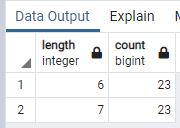 Data Output Explain
length count
integer bigint
1 6 23
2 7 23